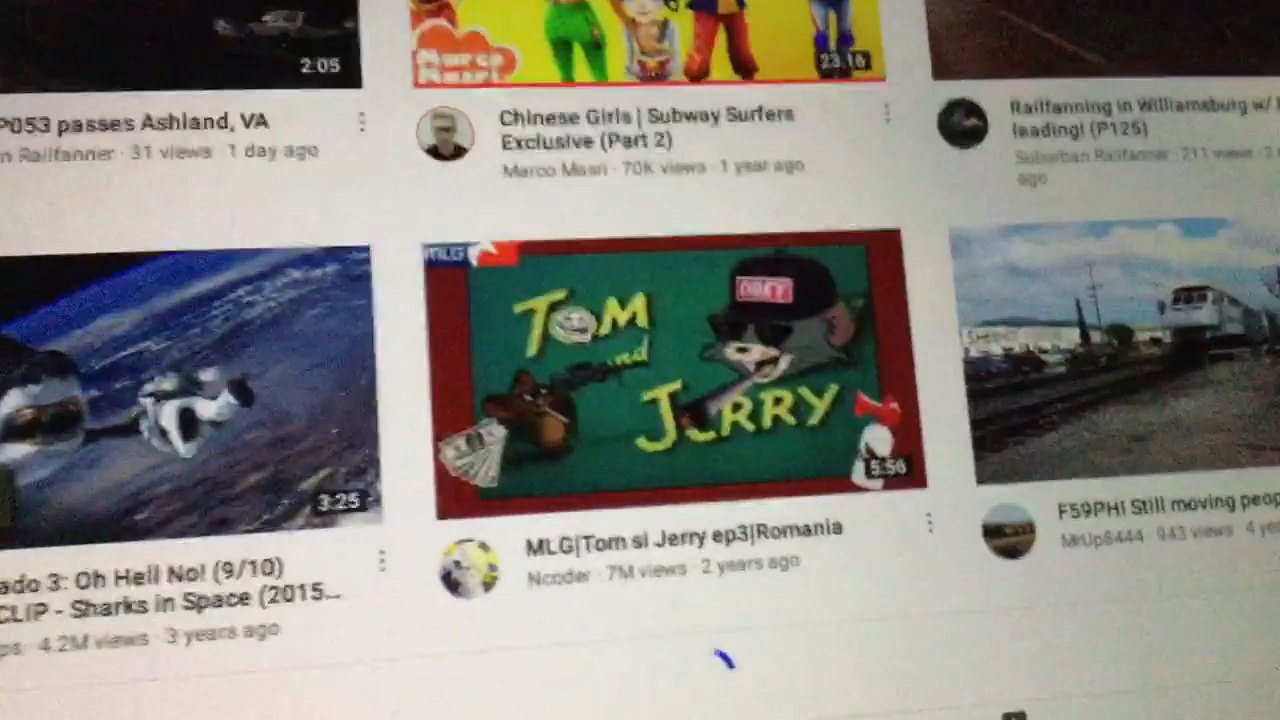 2:05
P053 passes Ashland, VA
n Railfanner · 31 views · 1 day ago
Marco
23:16
Chinese Girls | Subway Surfers
Exclusive (Part 2)
70K views · 1 year ago
Railfanning in Williamsburg w/
leading! (P125)
Suburban Railfanner · 211 views
ago
3:25
ado 3: Oh Hell No! (9/10)
CLIP - Sharks in Space (2015...
ps · 4.2M views · 3 years ago
MLG
TOM
and
JERRY
OBEY
5:56
MLG|Tom si Jerry ep3|Romania
Ncoder · 7M views · 2 years ago
F59PHI Still moving peop
MrUp8444 · 943 views · 4 ye